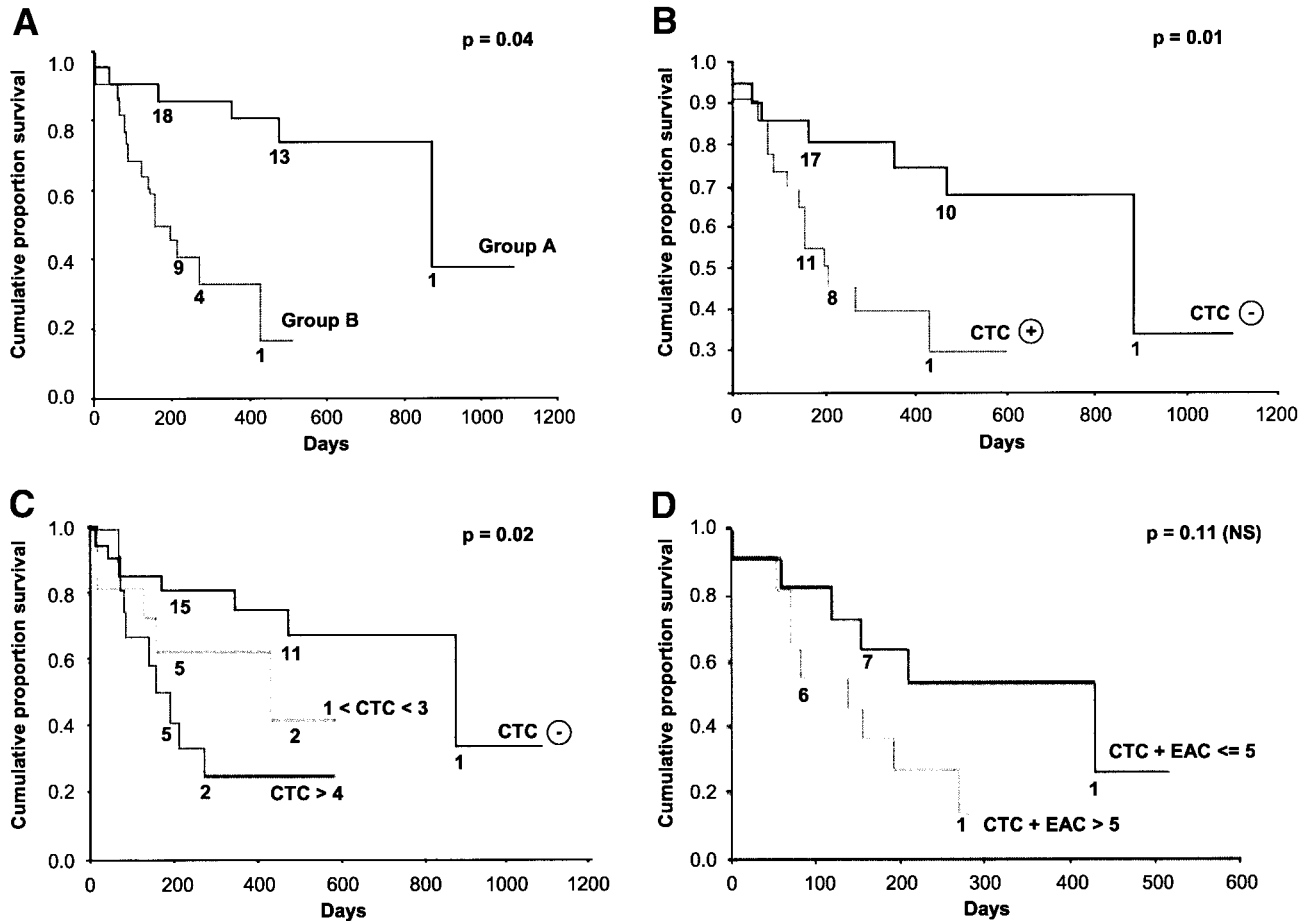 A
p = 0.04
Cumulative proportion survival
1.0
0.8
0.6
0.4
0.2
0.0
18
13
Group A
9
4
1
Group B
1
0 200 400 600 800 1000 1200
Days
B
p = 0.01
Cumulative proportion survival
1.0
0.9
0.8
0.7
0.6
0.5
0.4
0.3
17
10
11
8
CTC +
CTC -
1
1
0 200 400 600 800 1000 1200
Days
C
p = 0.02
Cumulative proportion survival
1.0
0.8
0.6
0.4
0.2
0.0
15
11
5
1 < CTC < 3
5
2
CTC -
1
2
CTC > 4
0 200 400 600 800 1000 1200
Days
D
p = 0.11 (NS)
Cumulative proportion survival
1.0
0.8
0.6
0.4
0.2
0.0
7
6
CTC + EAC <= 5
1
1 CTC + EAC > 5
0 100 200 300 400 500 600
Days